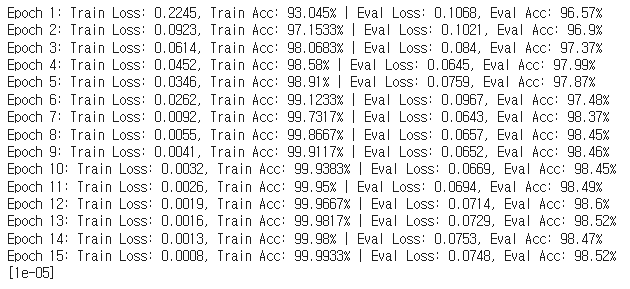 Epoch 1: Train Loss: 0.2245, Train Acc: 93.045% | Eval Loss: 0.1068, Eval Acc: 96.57%
Epoch 2: Train Loss: 0.0923, Train Acc: 97.1533% | Eval Loss: 0.1021, Eval Acc: 96.9%
Epoch 3: Train Loss: 0.0614, Train Acc: 98.0683% | Eval Loss: 0.084, Eval Acc: 97.37%
Epoch 4: Train Loss: 0.0452, Train Acc: 98.58% | Eval Loss: 0.0645, Eval Acc: 97.99%
Epoch 5: Train Loss: 0.0346, Train Acc: 98.91% | Eval Loss: 0.0759, Eval Acc: 97.87%
Epoch 6: Train Loss: 0.0262, Train Acc: 99.1233% | Eval Loss: 0.0967, Eval Acc: 97.48%
Epoch 7: Train Loss: 0.0092, Train Acc: 99.7317% | Eval Loss: 0.0643, Eval Acc: 98.37%
Epoch 8: Train Loss: 0.0055, Train Acc: 99.8667% | Eval Loss: 0.0657, Eval Acc: 98.45%
Epoch 9: Train Loss: 0.0041, Train Acc: 99.9117% | Eval Loss: 0.0652, Eval Acc: 98.46%
Epoch 10: Train Loss: 0.0032, Train Acc: 99.9383% | Eval Loss: 0.0669, Eval Acc: 98.45%
Epoch 11: Train Loss: 0.0026, Train Acc: 99.95% | Eval Loss: 0.0694, Eval Acc: 98.49%
Epoch 12: Train Loss: 0.0019, Train Acc: 99.9667% | Eval Loss: 0.0714, Eval Acc: 98.6%
Epoch 13: Train Loss: 0.0016, Train Acc: 99.9817% | Eval Loss: 0.0729, Eval Acc: 98.52%
Epoch 14: Train Loss: 0.0013, Train Acc: 99.98% | Eval Loss: 0.0753, Eval Acc: 98.47%
Epoch 15: Train Loss: 0.0008, Train Acc: 99.9933% | Eval Loss: 0.0748, Eval Acc: 98.52%
[1e-05]